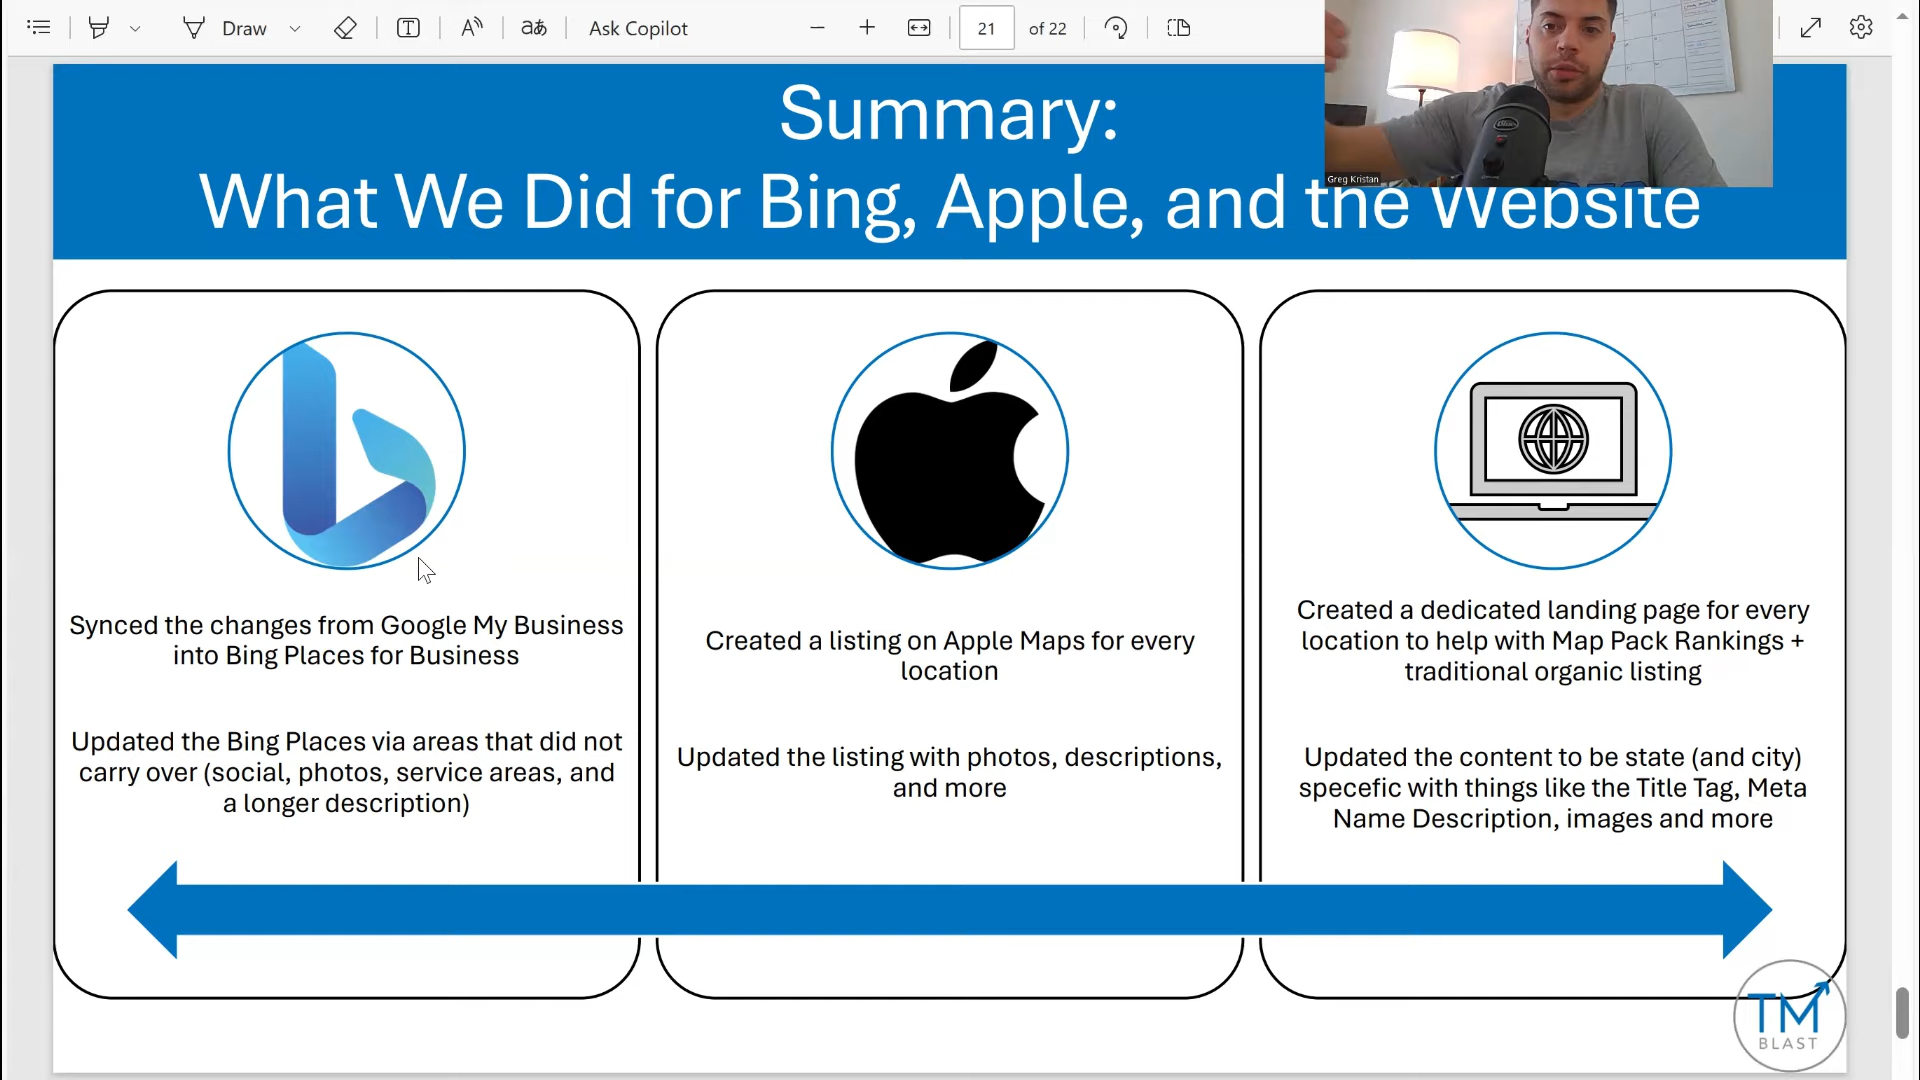 Draw
Ask Copilot
21
of 22
Greg Kristan
Summary:
What We Did for Bing, Apple, and the Website
Synced the changes from Google My Business
into Bing Places for Business
Updated the Bing Places via areas that did not
carry over (social, photos, service areas, and
a longer description)
Created a listing on Apple Maps for every
location
Updated the listing with photos, descriptions,
and more
Created a dedicated landing page for every
location to help with Map Pack Rankings +
traditional organic listing
Updated the content to be state (and city)
specefic with things like the Title Tag, Meta
Name Description, images and more
TM
BLAST